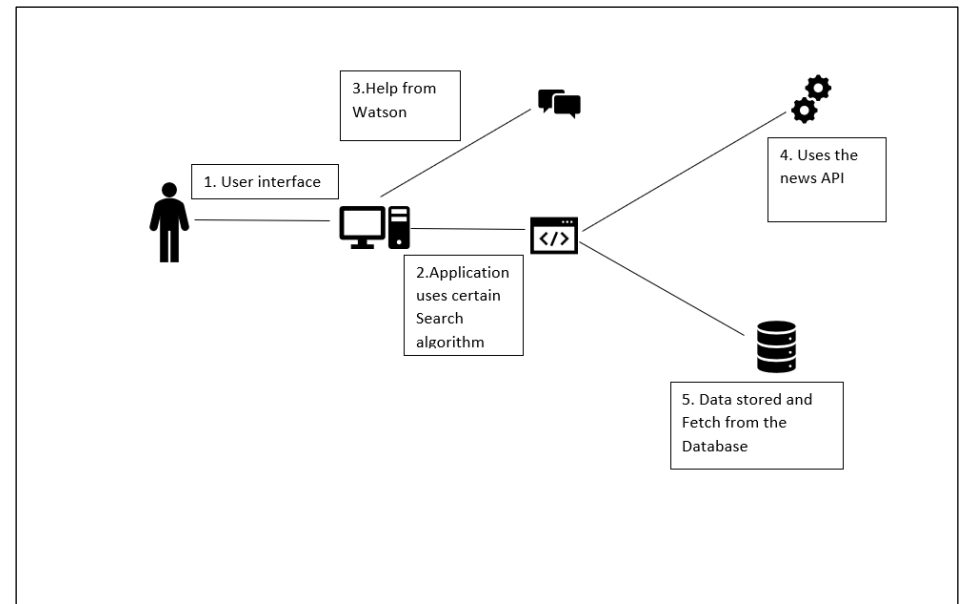 3.Help from
Watson
1. User interface
4. Uses the
news API
</>
2.Application
uses certain
Search
algorithm
5. Data stored and
Fetch from the
Database